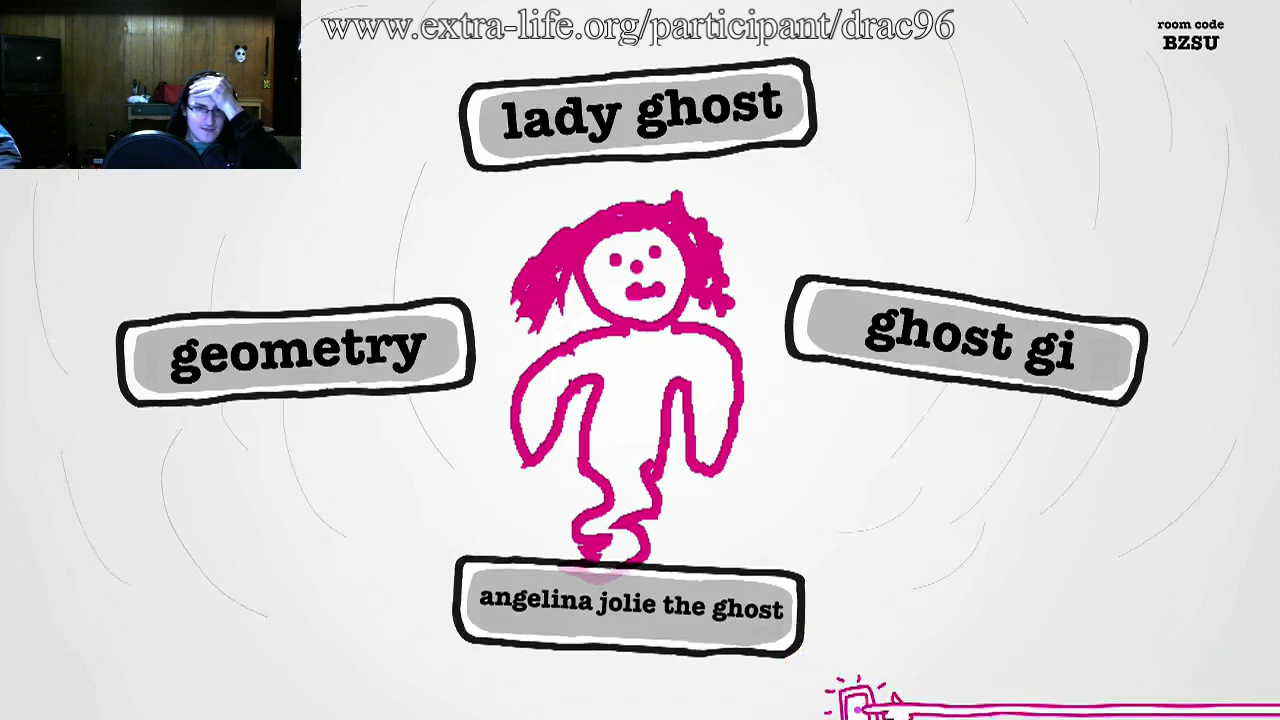 www.extra-life.org/participant/drac96
room code
BZSU
lady ghost
geometry
ghost gi
angelina jolie the ghost